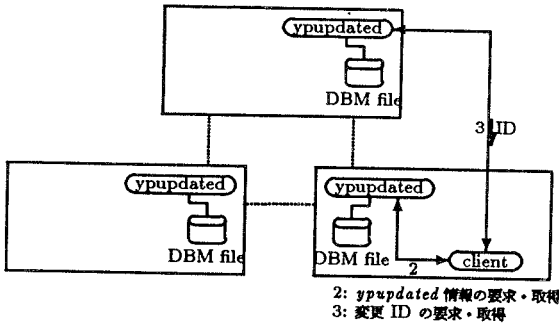 ypupdated
DBM file
3 ID
ypupdated
DBM file
ypupdated
DBM file
2
client
2: ypupdated 情報の要求・取得
3: 変更 ID の要求・取得